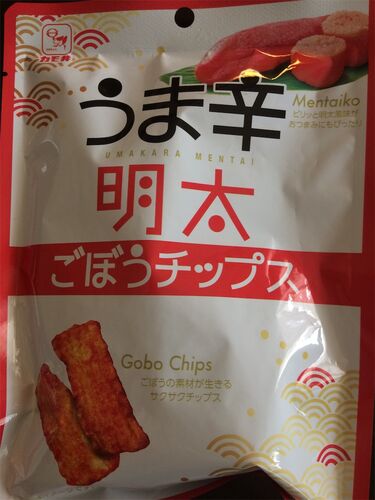 カモ井
うま辛
UMAKARA MENTAI
Mentaiko
ピリッと明太風味が
おつまみにもぴったり
明太
ごぼうチップス
Gobo Chips
ごぼうの素材が生きる
サクサクチップス